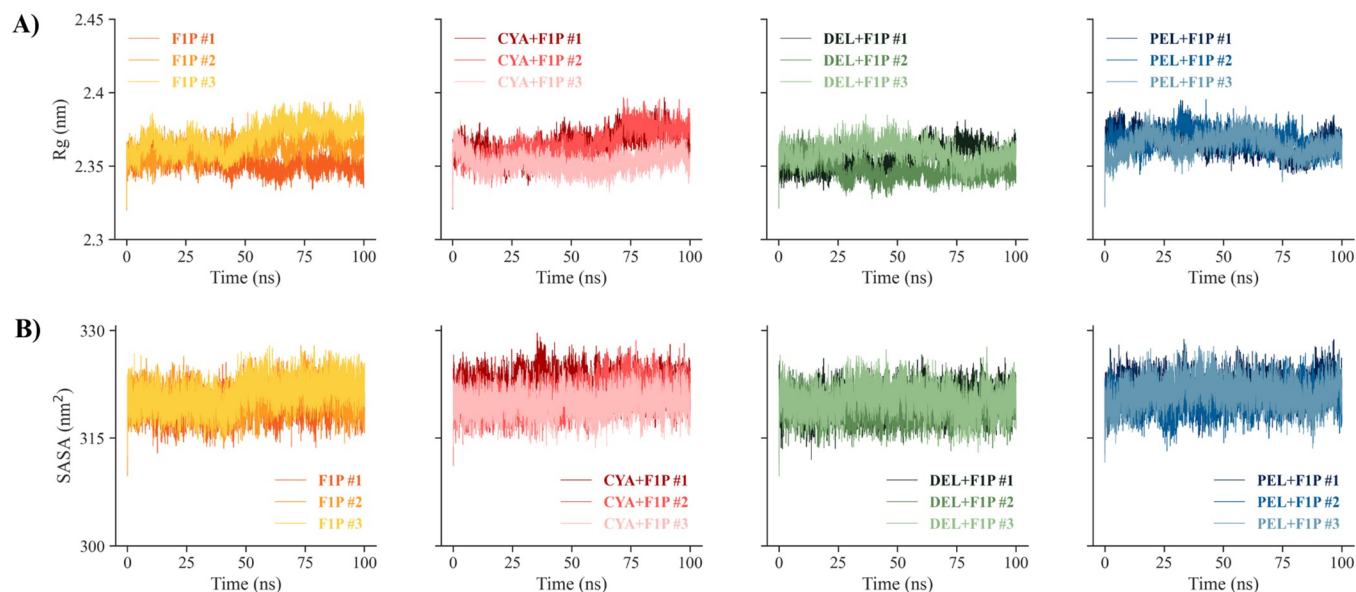 A)
Rg (nm)
2.45
2.4
2.35
2.3
F1P #1
F1P #2
F1P #3
0 25 50 75 100
Time (ns)
CYA+F1P #1
CYA+F1P #2
CYA+F1P #3
0 25 50 75 100
Time (ns)
DEL+F1P #1
DEL+F1P #2
DEL+F1P #3
0 25 50 75 100
Time (ns)
PEL+F1P #1
PEL+F1P #2
PEL+F1P #3
0 25 50 75 100
Time (ns)
B)
SASA (nm²)
330
315
300
F1P #1
F1P #2
F1P #3
0 25 50 75 100
Time (ns)
CYA+F1P #1
CYA+F1P #2
CYA+F1P #3
0 25 50 75 100
Time (ns)
DEL+F1P #1
DEL+F1P #2
DEL+F1P #3
0 25 50 75 100
Time (ns)
PEL+F1P #1
PEL+F1P #2
PEL+F1P #3
0 25 50 75 100
Time (ns)